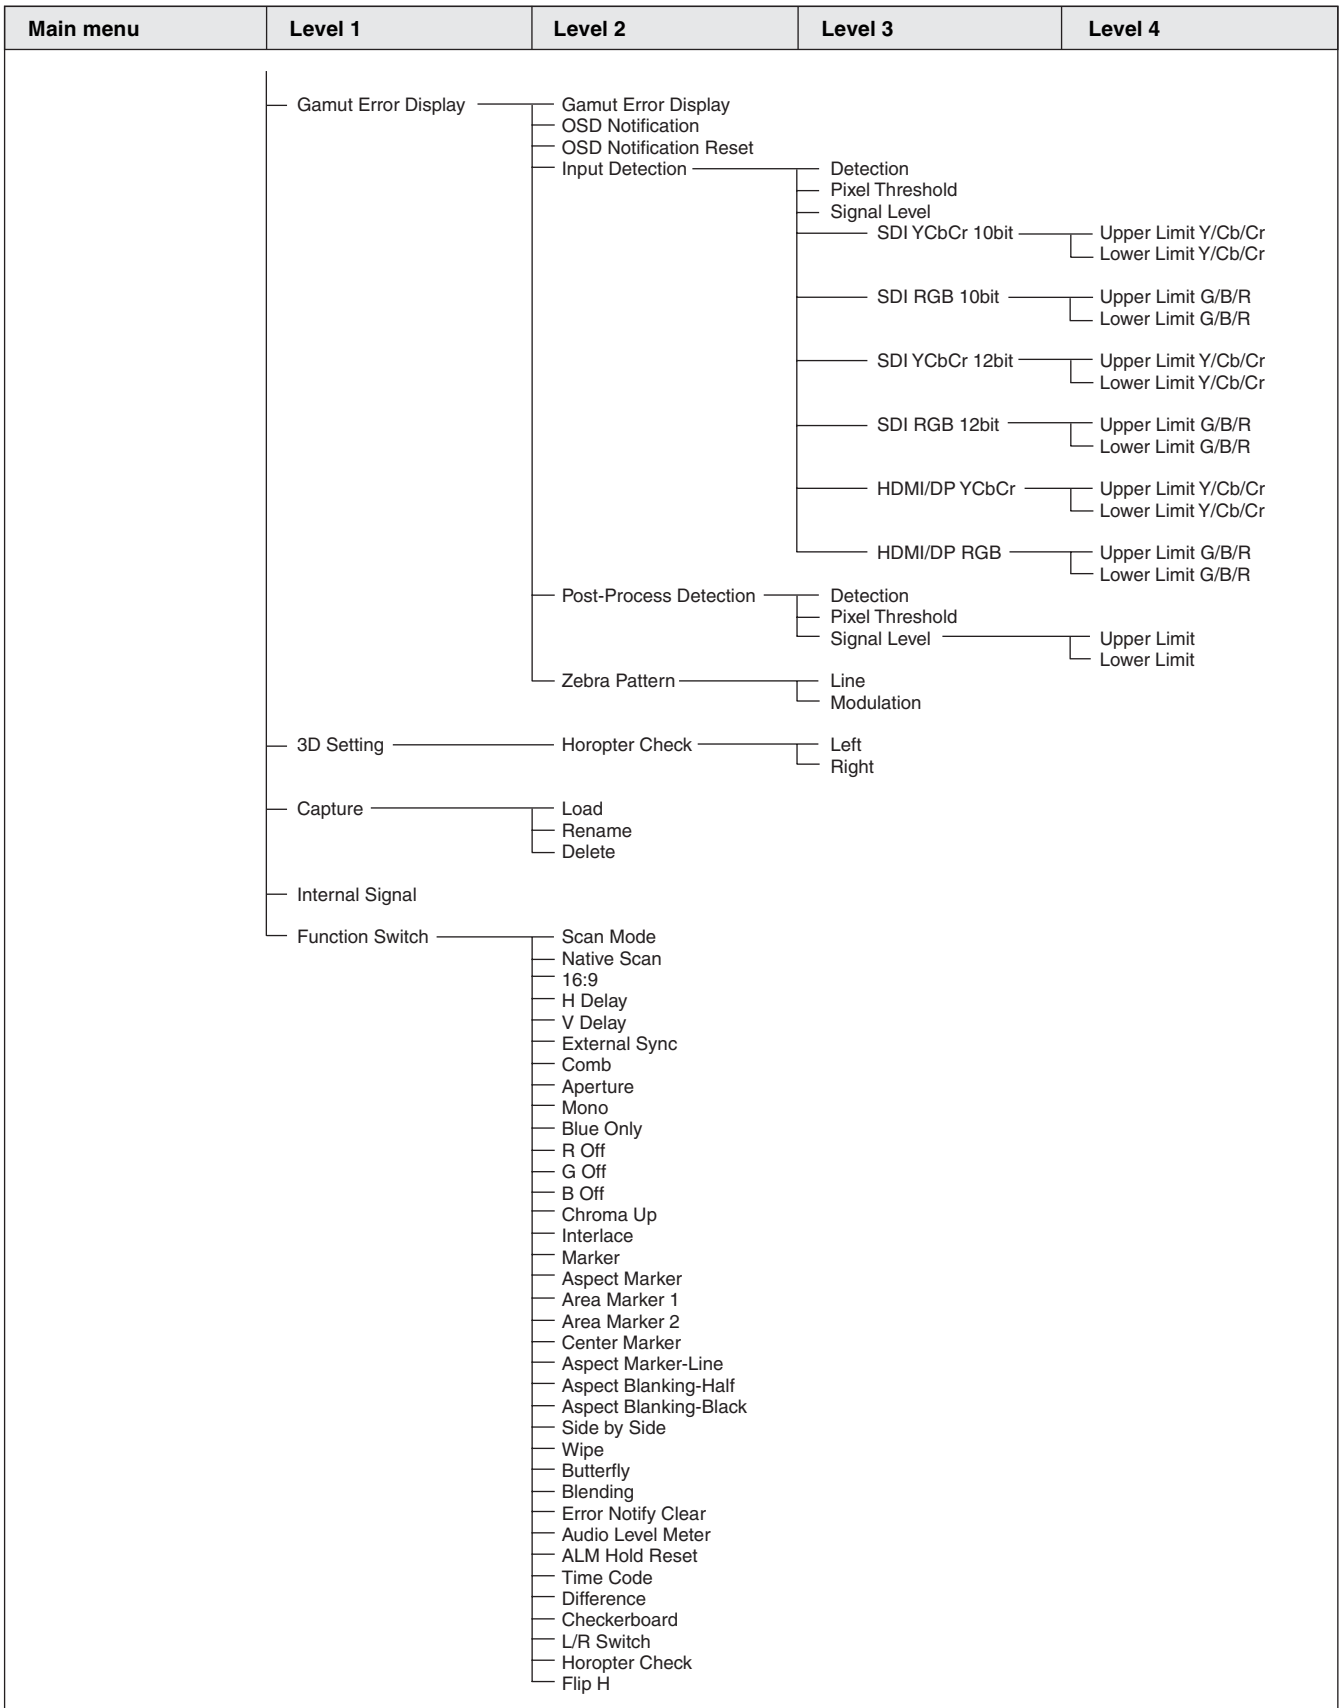 Main menu Level 1 Level 2 Level 3 Level 4
Gamut Error Display Gamut Error Display
OSD Notification
OSD Notification Reset
Input Detection Detection
Pixel Threshold
Signal Level
SDI YCbCr 10bit Upper Limit Y/Cb/Cr
Lower Limit Y/Cb/Cr
SDI RGB 10bit Upper Limit G/B/R
Lower Limit G/B/R
SDI YCbCr 12bit Upper Limit Y/Cb/Cr
Lower Limit Y/Cb/Cr
SDI RGB 12bit Upper Limit G/B/R
Lower Limit G/B/R
HDMI/DP YCbCr Upper Limit Y/Cb/Cr
Lower Limit Y/Cb/Cr
HDMI/DP RGB Upper Limit G/B/R
Lower Limit G/B/R
Post-Process Detection Detection
Pixel Threshold
Signal Level Upper Limit
Lower Limit
Zebra Pattern Line
Modulation
3D Setting Horopter Check Left
Right
Capture Load
Rename
Delete
Internal Signal
Function Switch Scan Mode
Native Scan
16:9
H Delay
V Delay
External Sync
Comb
Aperture
Mono
Blue Only
R Off
G Off
B Off
Chroma Up
Interlace
Marker
Aspect Marker
Area Marker 1
Area Marker 2
Center Marker
Aspect Marker-Line
Aspect Blanking-Half
Aspect Blanking-Black
Side by Side
Wipe
Butterfly
Blending
Error Notify Clear
Audio Level Meter
ALM Hold Reset
Time Code
Difference
Checkerboard
L/R Switch
Horopter Check
Flip H